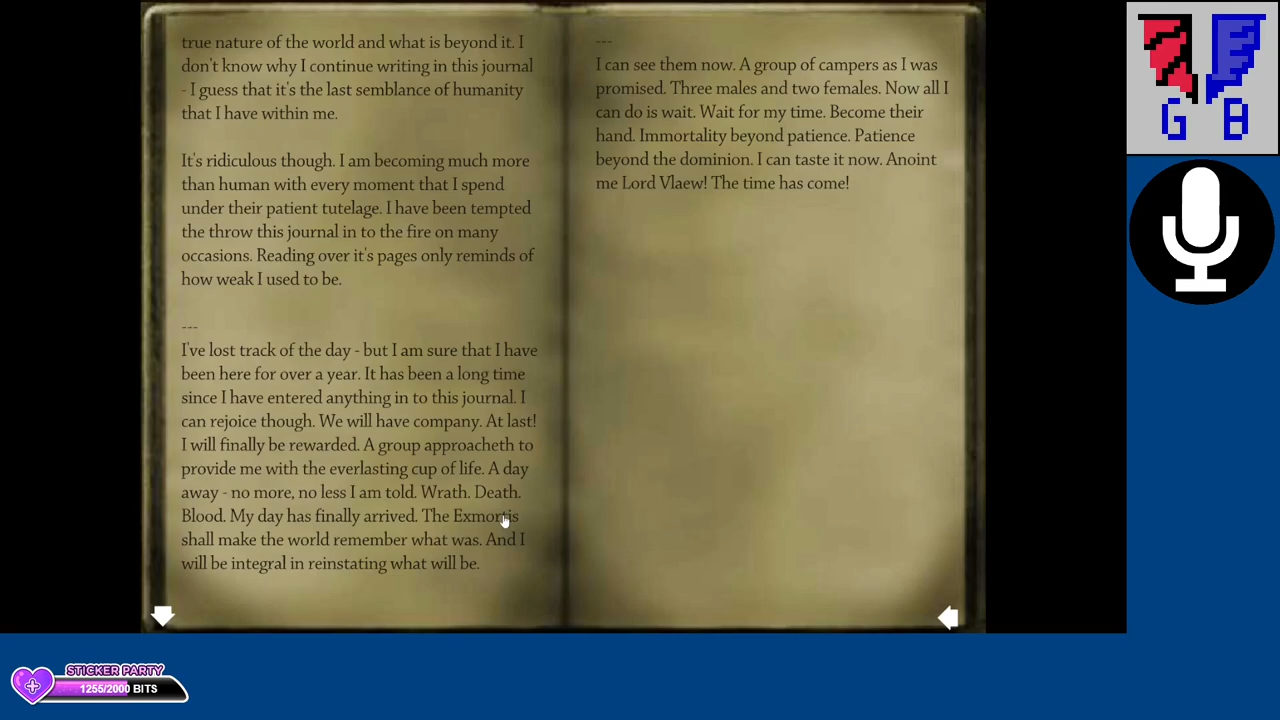 true nature of the world and what is beyond it. I
don't know why I continue writing in this journal
- I guess that it's the last semblance of humanity
that I have within me.
It's ridiculous though. I am becoming much more
than human with every moment that I spend
under their patient tutelage. I have been tempted
the throw this journal in to the fire on many
occasions. Reading over it's pages only reminds of
how weak I used to be.
---
I've lost track of the day - but I am sure that I have
been here for over a year. It has been a long time
since I have entered anything in to this journal. I
can rejoice though. We will have company. At last!
I will finally be rewarded. A group approacheth to
provide me with the everlasting cup of life. A day
away - no more, no less I am told. Wrath. Death.
Blood. My day has finally arrived. The Exmortis
shall make the world remember what was. And I
will be integral in reinstating what will be.
---
I can see them now. A group of campers as I was
promised. Three males and two females. Now all I
can do is wait. Wait for my time. Become their
hand. Immortality beyond patience. Patience
beyond the dominion. I can taste it now. Anoint
me Lord Vlaew! The time has come!
G B
STICKER PARTY
1255/2000 BITS